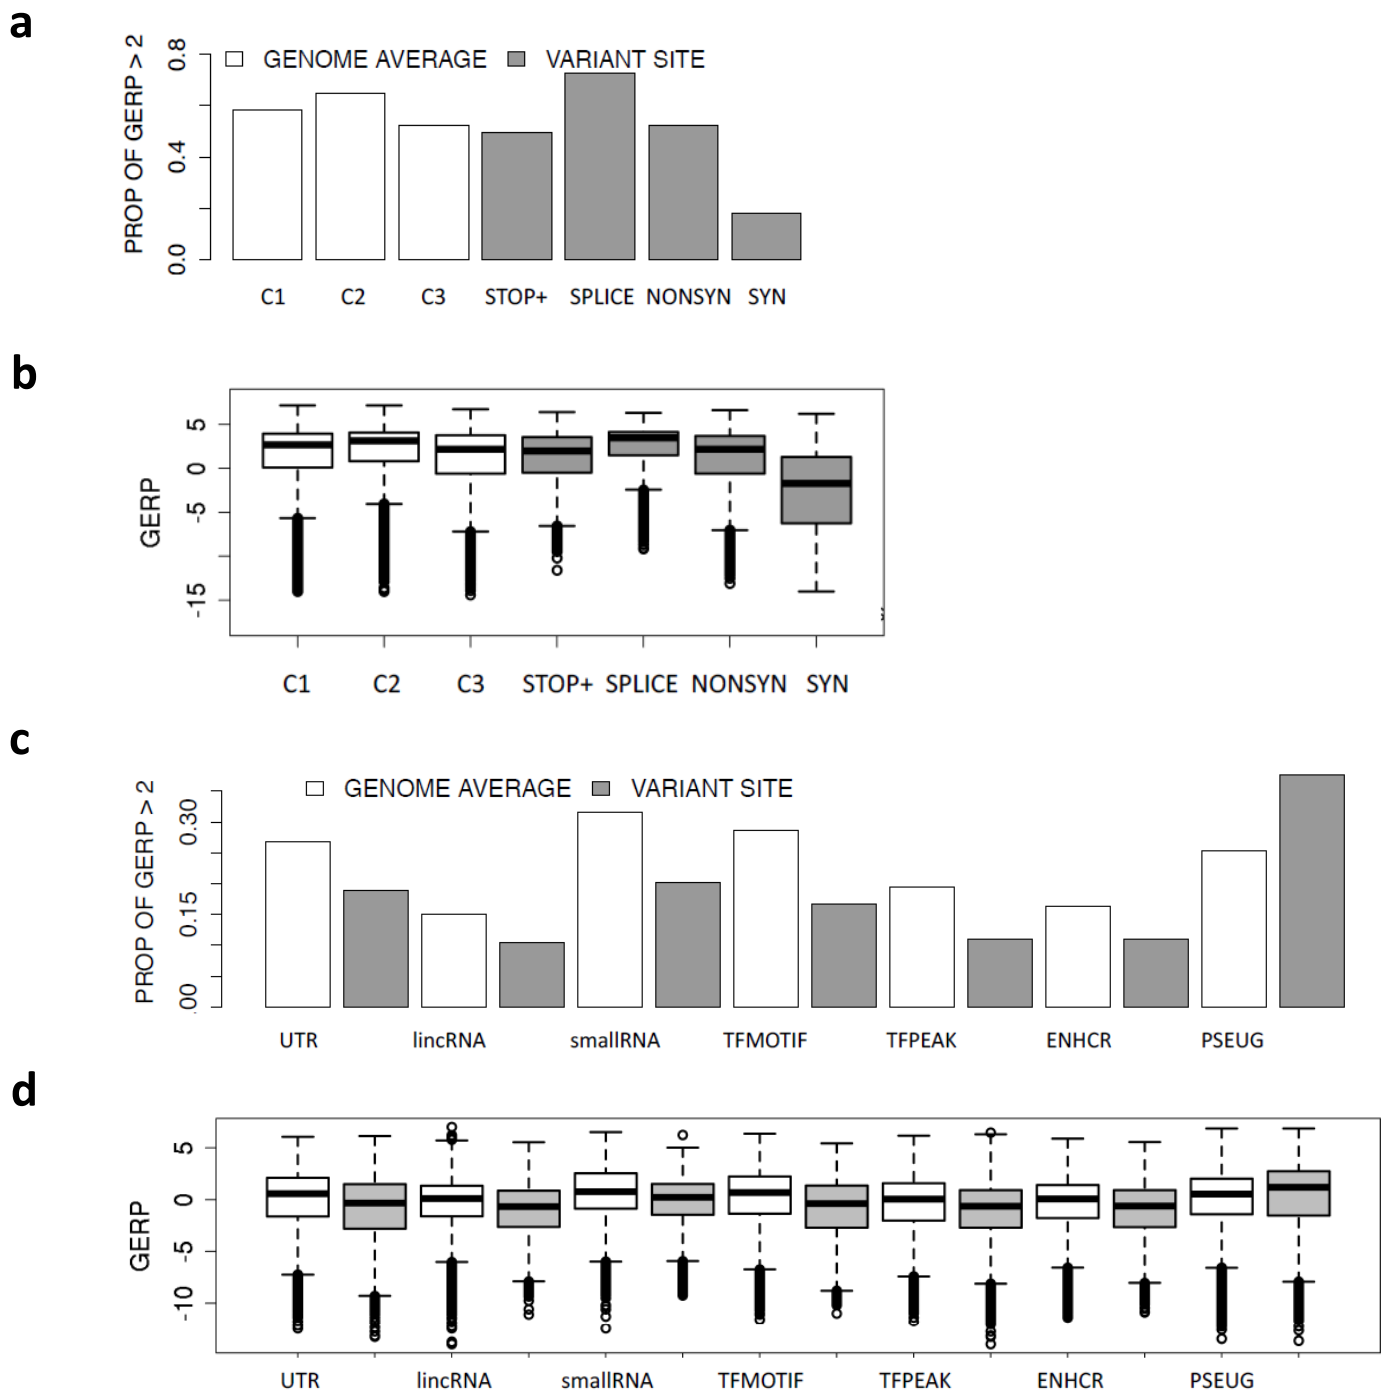 a
PROP OF GERP > 2
0.0 0.4 0.8
GENOME AVERAGE VARIANT SITE
C1 C2 C3 STOP+ SPLICE NONSYN SYN
b
GERP
5
0
-5
-15
C1 C2 C3 STOP+ SPLICE NONSYN SYN
c
PROP OF GERP > 2
.00 0.15 0.30
GENOME AVERAGE VARIANT SITE
UTR lincRNA smallRNA TFMOTIF TFPEAK ENHCR PSEUG
d
GERP
5
0
-5
-10
UTR lincRNA smallRNA TFMOTIF TFPEAK ENHCR PSEUG